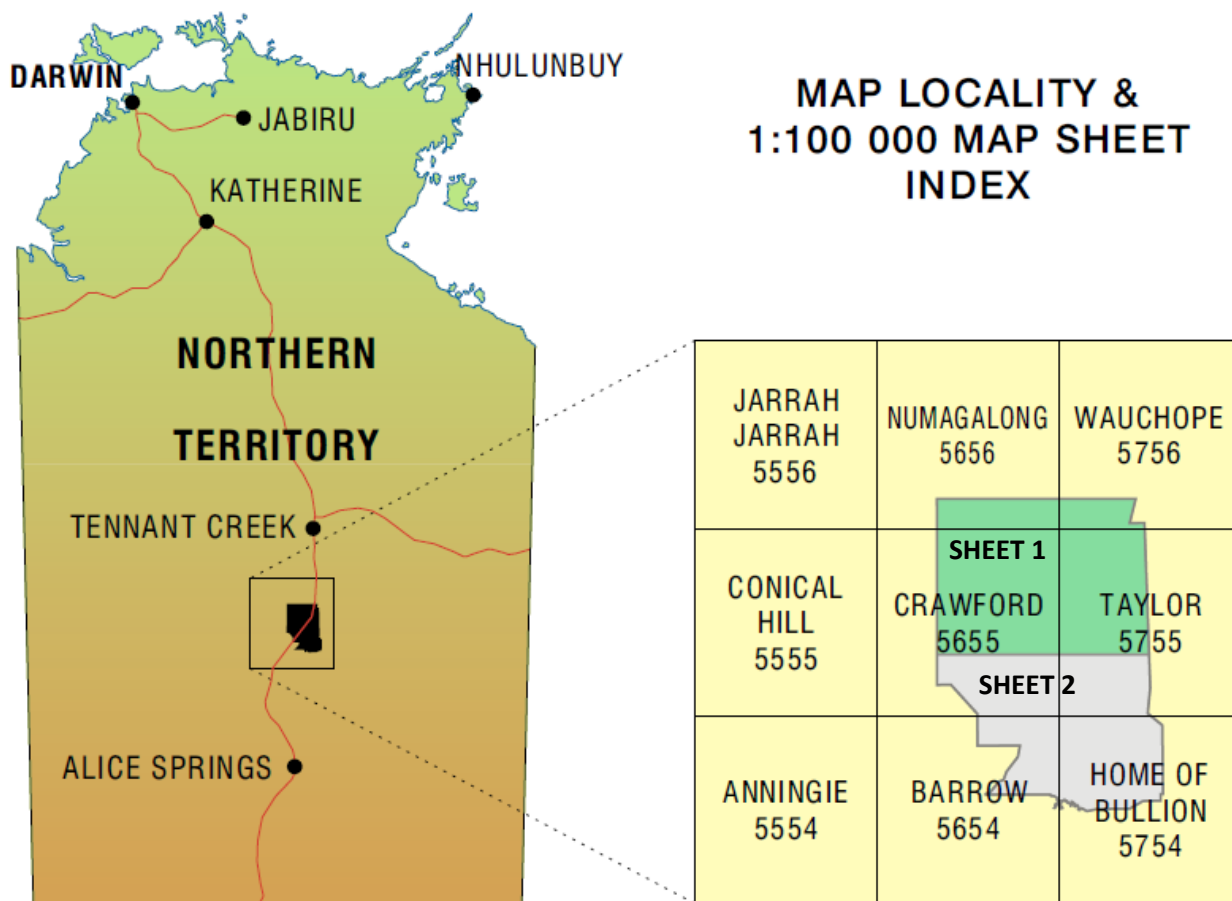 DARWIN
NHULUNBUY
JABIRU
KATHERINE
NORTHERN
TERRITORY
TENNANT CREEK
ALICE SPRINGS
MAP LOCALITY &
1:100 000 MAP SHEET
INDEX
JARRAH
JARRAH
5556
NUMAGALONG
5656
WAUCHOPE
5756
SHEET 1
CONICAL
HILL
5555
CRAWFORD
5655
TAYLOR
5755
SHEET 2
ANNINGIE
5554
BARROW
5654
HOME OF
BULLION
5754